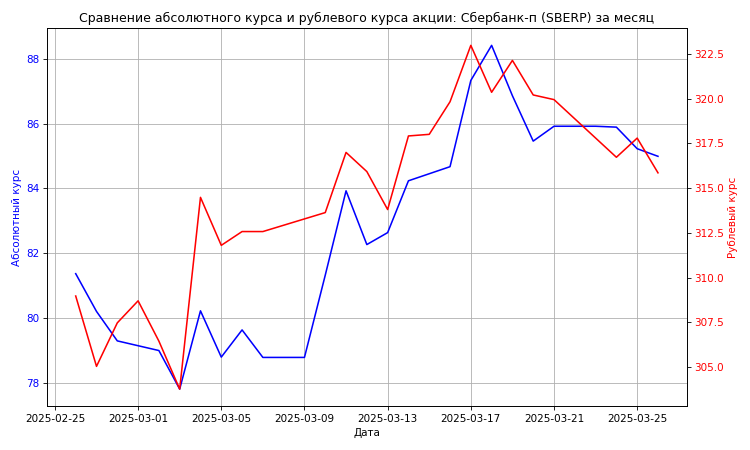 Сравнение абсолютного курса и рублевого курса акции: Сбербанк-п (SBERP) за месяц
Абсолютный курс
88
86
84
82
80
78
322.5
320.0
317.5
315.0
312.5
310.0
307.5
305.0
Рублевый курс
2025-02-25 2025-03-01 2025-03-05 2025-03-09 2025-03-13 2025-03-17 2025-03-21 2025-03-25
Дата